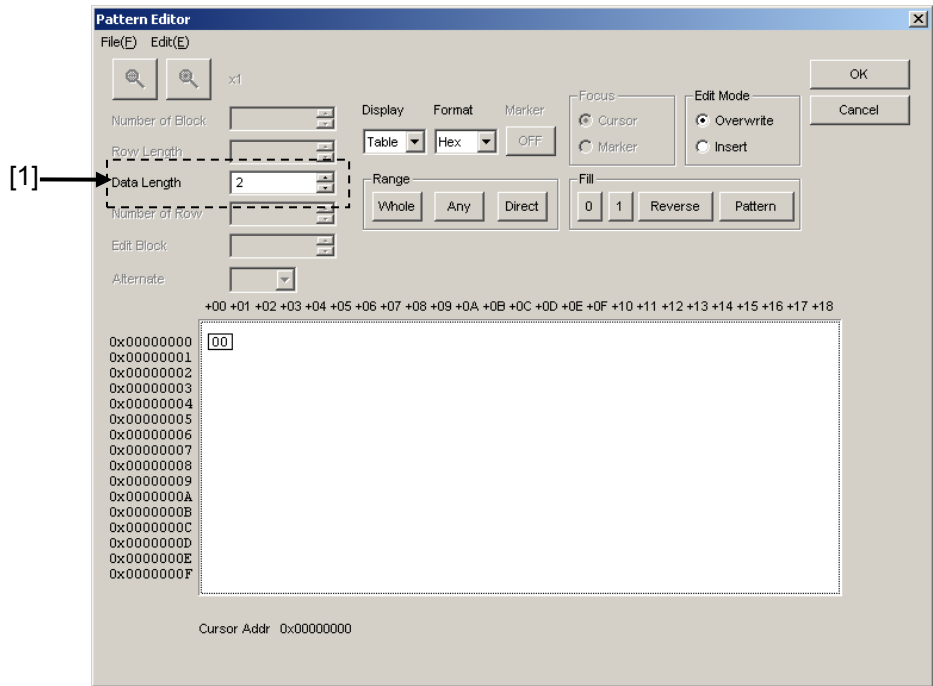 Pattern Editor
File(F) Edit(E)
x1
OK
Cancel
Number of Block
Row Length
[1]
Data Length 2
Number of Row
Edit Block
Alternate
Display Format Marker
Table Hex OFF
Focus
Cursor
Marker
Edit Mode
Overwrite
Insert
Range
Whole Any Direct
Fill
0 1 Reverse Pattern
+00 +01 +02 +03 +04 +05 +06 +07 +08 +09 +0A +0B +0C +0D +0E +0F +10 +11 +12 +13 +14 +15 +16 +17 +18
0x00000000 00
0x00000001
0x00000002
0x00000003
0x00000004
0x00000005
0x00000006
0x00000007
0x00000008
0x00000009
0x0000000A
0x0000000B
0x0000000C
0x0000000D
0x0000000E
0x0000000F
Cursor Addr 0x00000000